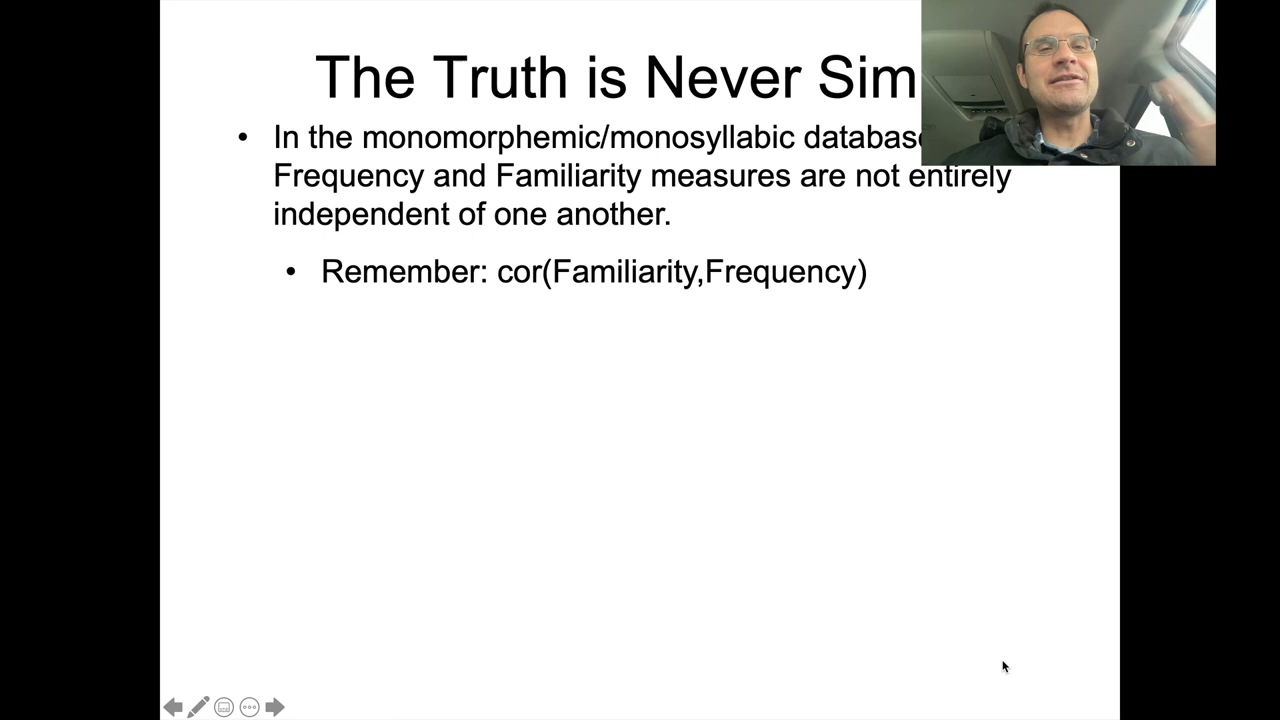 The Truth is Never Sim
• In the monomorphemic/monosyllabic database
Frequency and Familiarity measures are not entirely
independent of one another.
• Remember: cor(Familiarity,Frequency)